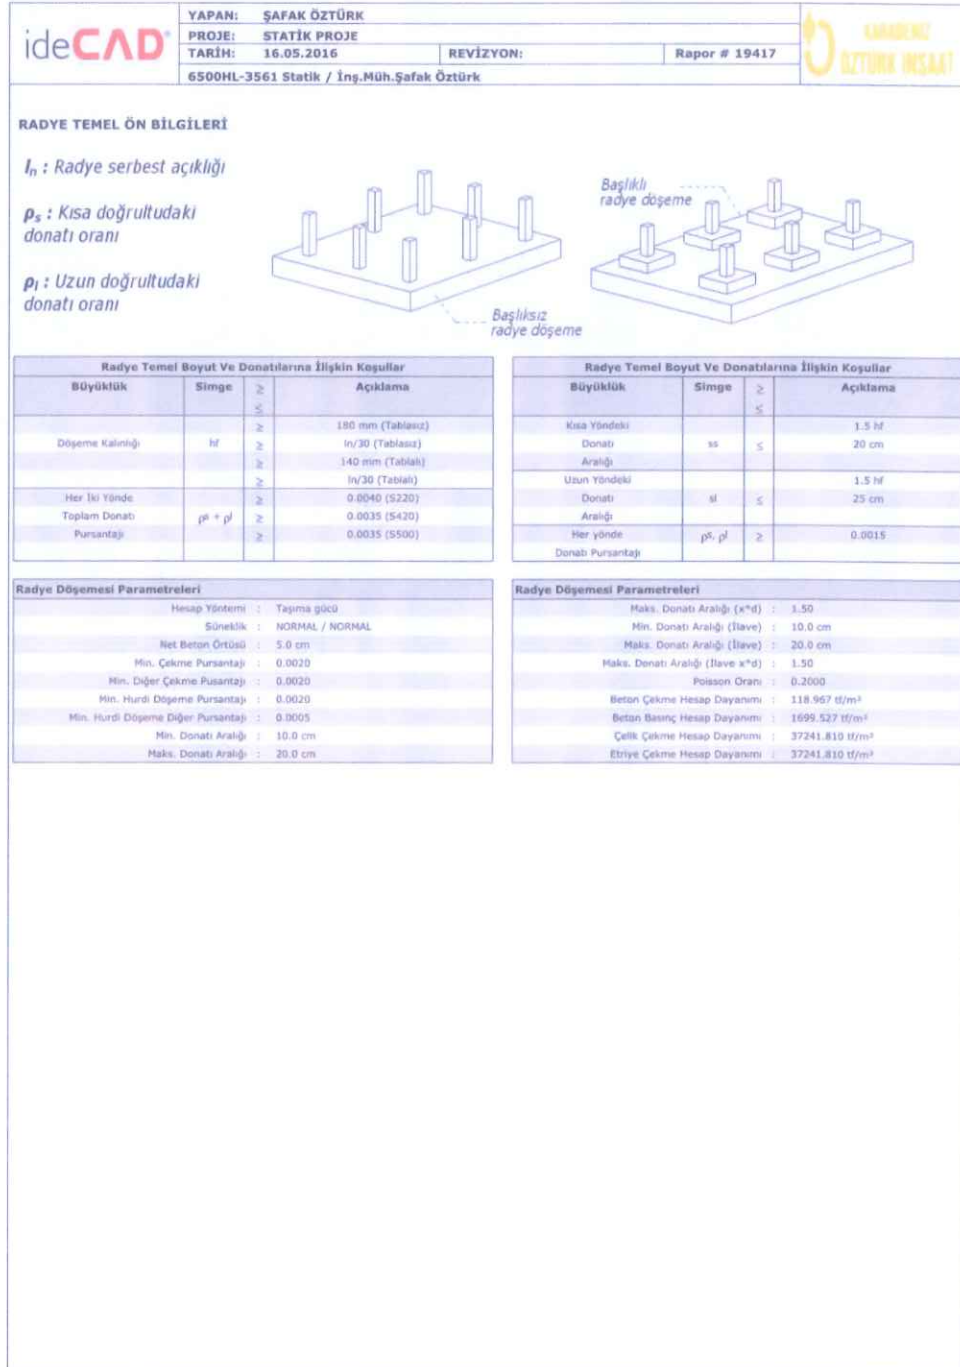 ideCAD
YAPAN: ŞAFAK ÖZTÜRK
PROJE: STATİK PROJE
TARİH: 16.05.2016 REVİZYON: Rapor # 19417
6500HL-3561 Statik / İnş.Müh.Şafak Öztürk
KARADENİZ
ÖZTÜRK İNŞAAT
RADYE TEMEL ÖN BİLGİLERİ
ln : Radye serbest açıklığı
ρs : Kısa doğrultudaki
donatı oranı
ρl : Uzun doğrultudaki
donatı oranı
Başlıksız
radye döşeme
Başlıklı
radye döşeme
Radye Temel Boyut Ve Donatılarına İlişkin Koşullar
Büyüklük Simge ≥ Açıklama
≤
≥ 180 mm (Tablasız)
Döşeme Kalınlığı hf ≥ ln/30 (Tablasız)
≥ 140 mm (Tablalı)
≥ ln/30 (Tablalı)
Her İki Yönde ≥ 0.0040 (S220)
Toplam Donatı ρs + ρl ≥ 0.0035 (S420)
Pursantajı ≥ 0.0035 (S500)
Radye Temel Boyut Ve Donatılarına İlişkin Koşullar
Büyüklük Simge ≥ Açıklama
≤
Kısa Yöndeki 1.5 hf
Donatı ss ≤ 20 cm
Aralığı
Uzun Yöndeki 1.5 hf
Donatı sl ≤ 25 cm
Aralığı
Her yönde ρs, ρl ≥ 0.0015
Donatı Pursantajı
Radye Döşemesi Parametreleri
Hesap Yöntemi : Taşıma gücü
Süneklik : NORMAL / NORMAL
Net Beton Örtüsü : 5.0 cm
Min. Çekme Pursantajı : 0.0020
Min. Diğer Çekme Pusantajı : 0.0020
Min. Hurdi Döşeme Pursantajı : 0.0020
Min. Hurdi Döşeme Diğer Pursantajı : 0.0005
Min. Donatı Aralığı : 10.0 cm
Maks. Donatı Aralığı : 20.0 cm
Radye Döşemesi Parametreleri
Maks. Donatı Aralığı (x*d) : 1.50
Min. Donatı Aralığı (İlave) : 10.0 cm
Maks. Donatı Aralığı (İlave) : 20.0 cm
Maks. Donatı Aralığı (İlave x*d) : 1.50
Poisson Oranı : 0.2000
Beton Çekme Hesap Dayanımı : 118.967 tf/m²
Beton Basınç Hesap Dayanımı : 1699.527 tf/m²
Çelik Çekme Hesap Dayanımı : 37241.810 tf/m²
Etriye Çekme Hesap Dayanımı : 37241.810 tf/m²